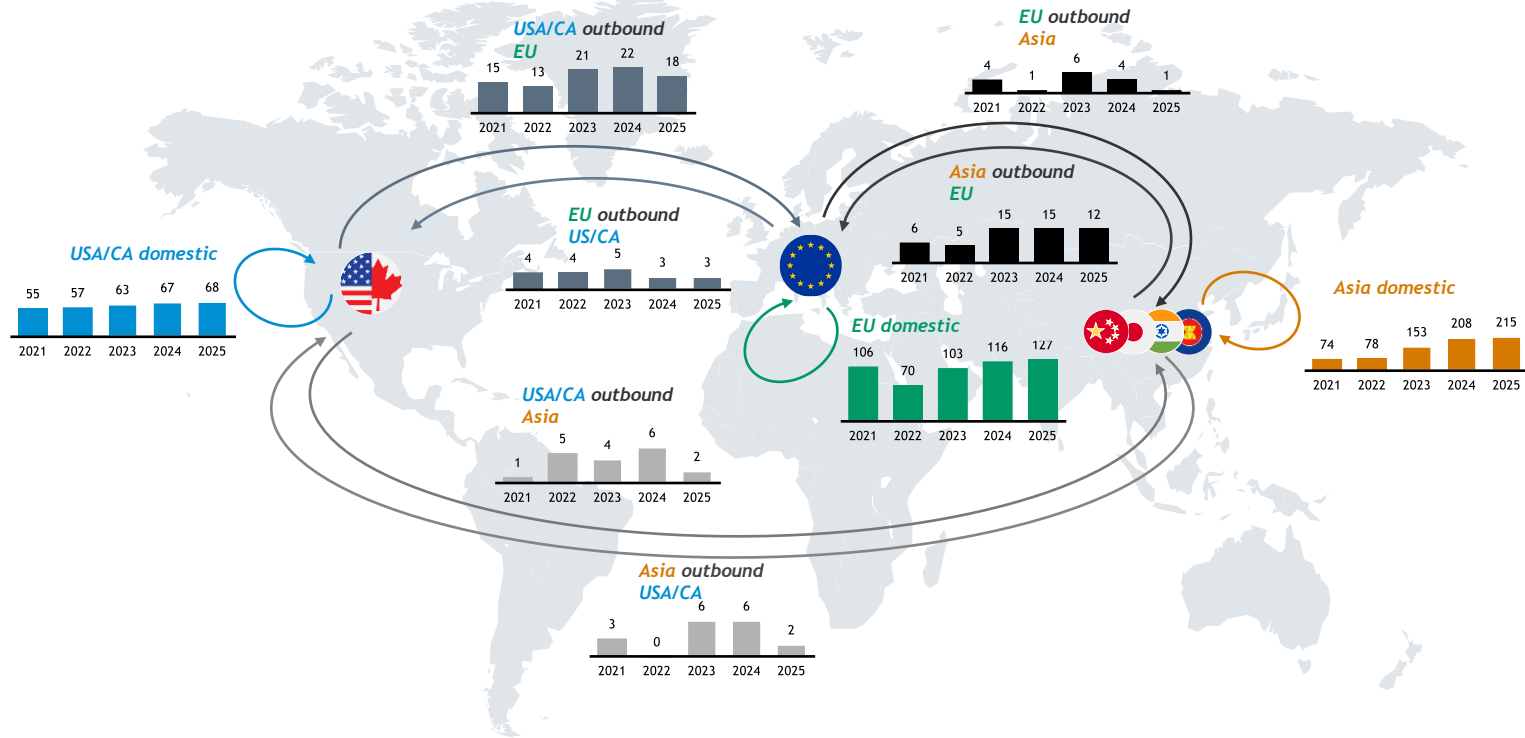 USA/CA outbound
EU
15 13 21 22 18
2021 2022 2023 2024 2025
EU outbound
Asia
4 1 6 4 1
2021 2022 2023 2024 2025
Asia outbound
EU
6 5 15 15 12
2021 2022 2023 2024 2025
EU outbound
US/CA
4 4 5 3 3
2021 2022 2023 2024 2025
USA/CA domestic
55 57 63 67 68
2021 2022 2023 2024 2025
Asia domestic
74 78 153 208 215
2021 2022 2023 2024 2025
EU domestic
106 70 103 116 127
2021 2022 2023 2024 2025
USA/CA outbound
Asia
1 5 4 6 2
2021 2022 2023 2024 2025
Asia outbound
USA/CA
3 0 6 6 2
2021 2022 2023 2024 2025